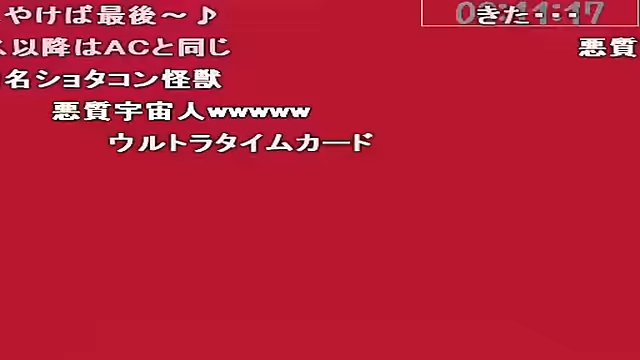 やけば最後～♪
きた・・・
以降はACと同じ
悪質
名ショタコン怪獣
悪質宇宙人wwwww
ウルトラタイムカード